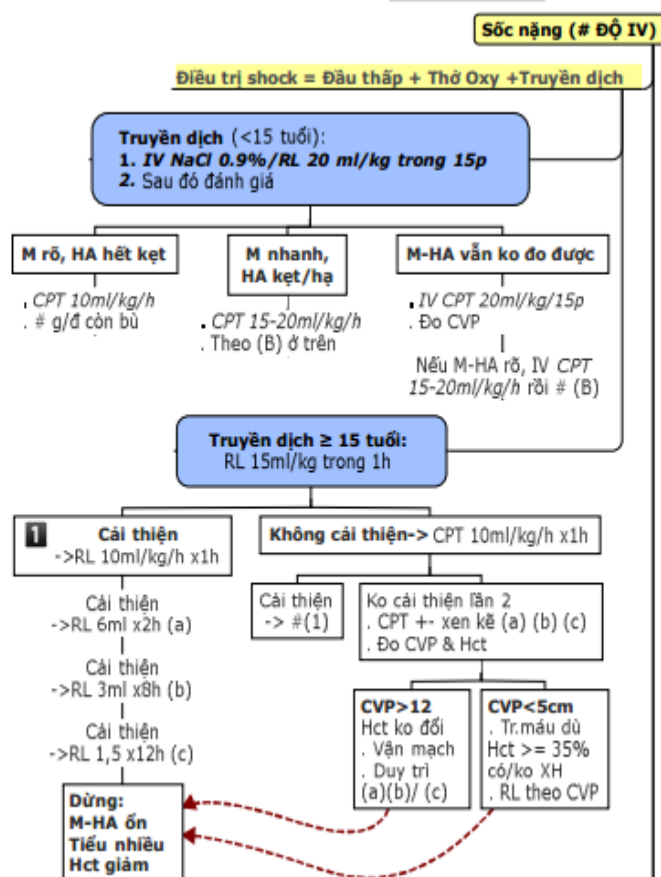 Sốc nặng (# ĐỘ IV)
Điều trị shock = Đầu thấp + Thở Oxy +Truyền dịch
Truyền dịch (<15 tuổi):
1. IV NaCl 0.9%/RL 20 ml/kg trong 15p
2. Sau đó đánh giá
M rõ, HA hết kẹt
. CPT 10ml/kg/h
. # g/đ còn bù
M nhanh,
HA kẹt/hạ
. CPT 15-20ml/kg/h
. Theo (B) ở trên
M-HA vẫn ko đo được
. IV CPT 20ml/kg/15p
. Đo CVP
Nếu M-HA rõ, IV CPT
15-20ml/kg/h rồi # (B)
Truyền dịch ≥ 15 tuổi:
RL 15ml/kg trong 1h
1 Cải thiện
->RL 10ml/kg/h x1h
Cải thiện
->RL 6ml x2h (a)
Cải thiện
->RL 3ml x8h (b)
Cải thiện
->RL 1,5 x12h (c)
Dừng:
M-HA ổn
Tiểu nhiều
Hct giảm
Không cải thiện-> CPT 10ml/kg/h x1h
Cải thiện
-> #(1)
Ko cải thiện lần 2
. CPT +- xen kẽ (a) (b) (c)
. Đo CVP & Hct
CVP>12
Hct ko đổi
. Vận mạch
. Duy trì
(a)(b)/ (c)
CVP<5cm
. Tr.máu dù
Hct >= 35%
có/ko XH
. RL theo CVP